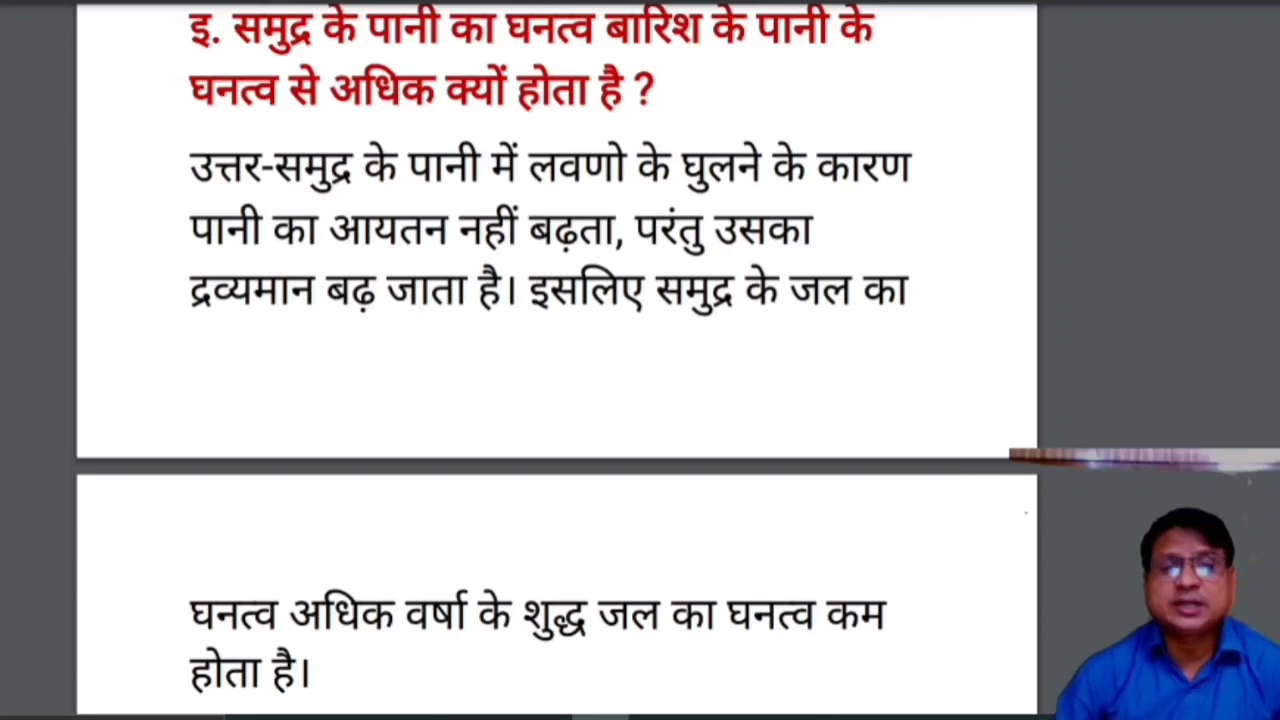 इ. समुद्र के पानी का घनत्व बारिश के पानी के
घनत्व से अधिक क्यों होता है ?
उत्तर-समुद्र के पानी में लवणो के घुलने के कारण
पानी का आयतन नहीं बढ़ता, परंतु उसका
द्रव्यमान बढ़ जाता है। इसलिए समुद्र के जल का
घनत्व अधिक वर्षा के शुद्ध जल का घनत्व कम
होता है।